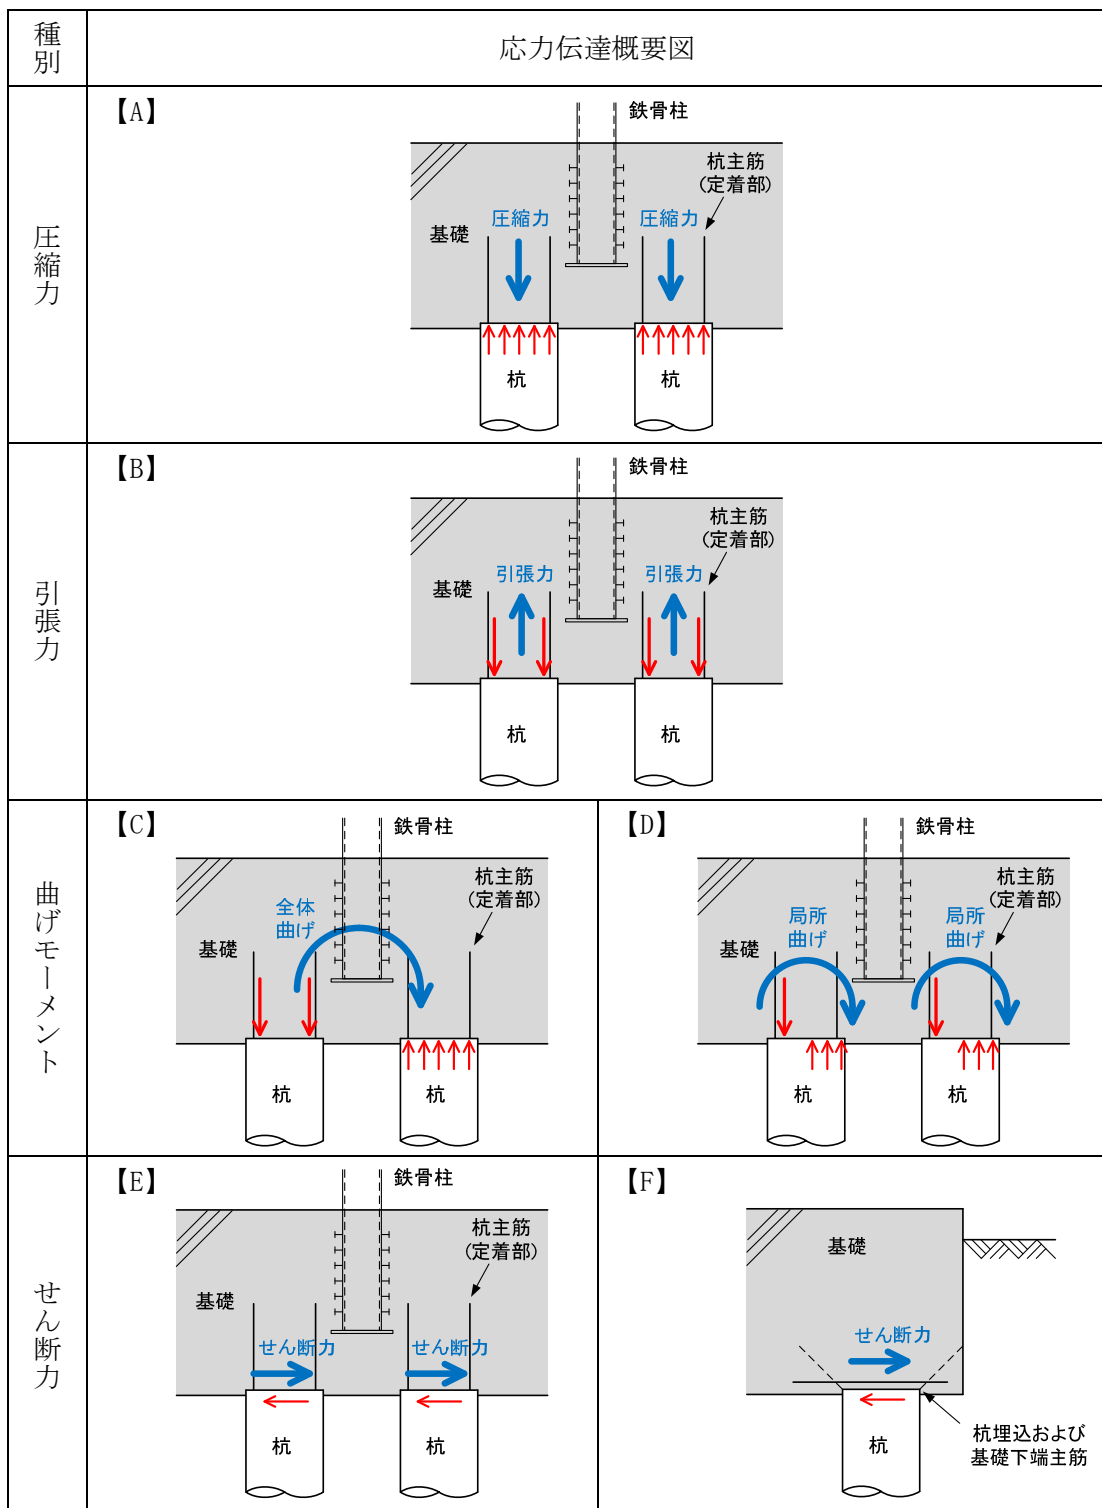 種別
応力伝達概要図
圧縮力
【A】
鉄骨柱
杭主筋
(定着部)
圧縮力
圧縮力
基礎
杭
杭
引張力
【B】
鉄骨柱
杭主筋
(定着部)
引張力
引張力
基礎
杭
杭
曲げモーメント
【C】
鉄骨柱
杭主筋
(定着部)
全体
曲げ
基礎
杭
杭
【D】
鉄骨柱
杭主筋
(定着部)
局所
曲げ
局所
曲げ
基礎
杭
杭
せん断力
【E】
鉄骨柱
杭主筋
(定着部)
基礎
せん断力
せん断力
杭
杭
【F】
基礎
せん断力
杭
杭埋込および
基礎下端主筋